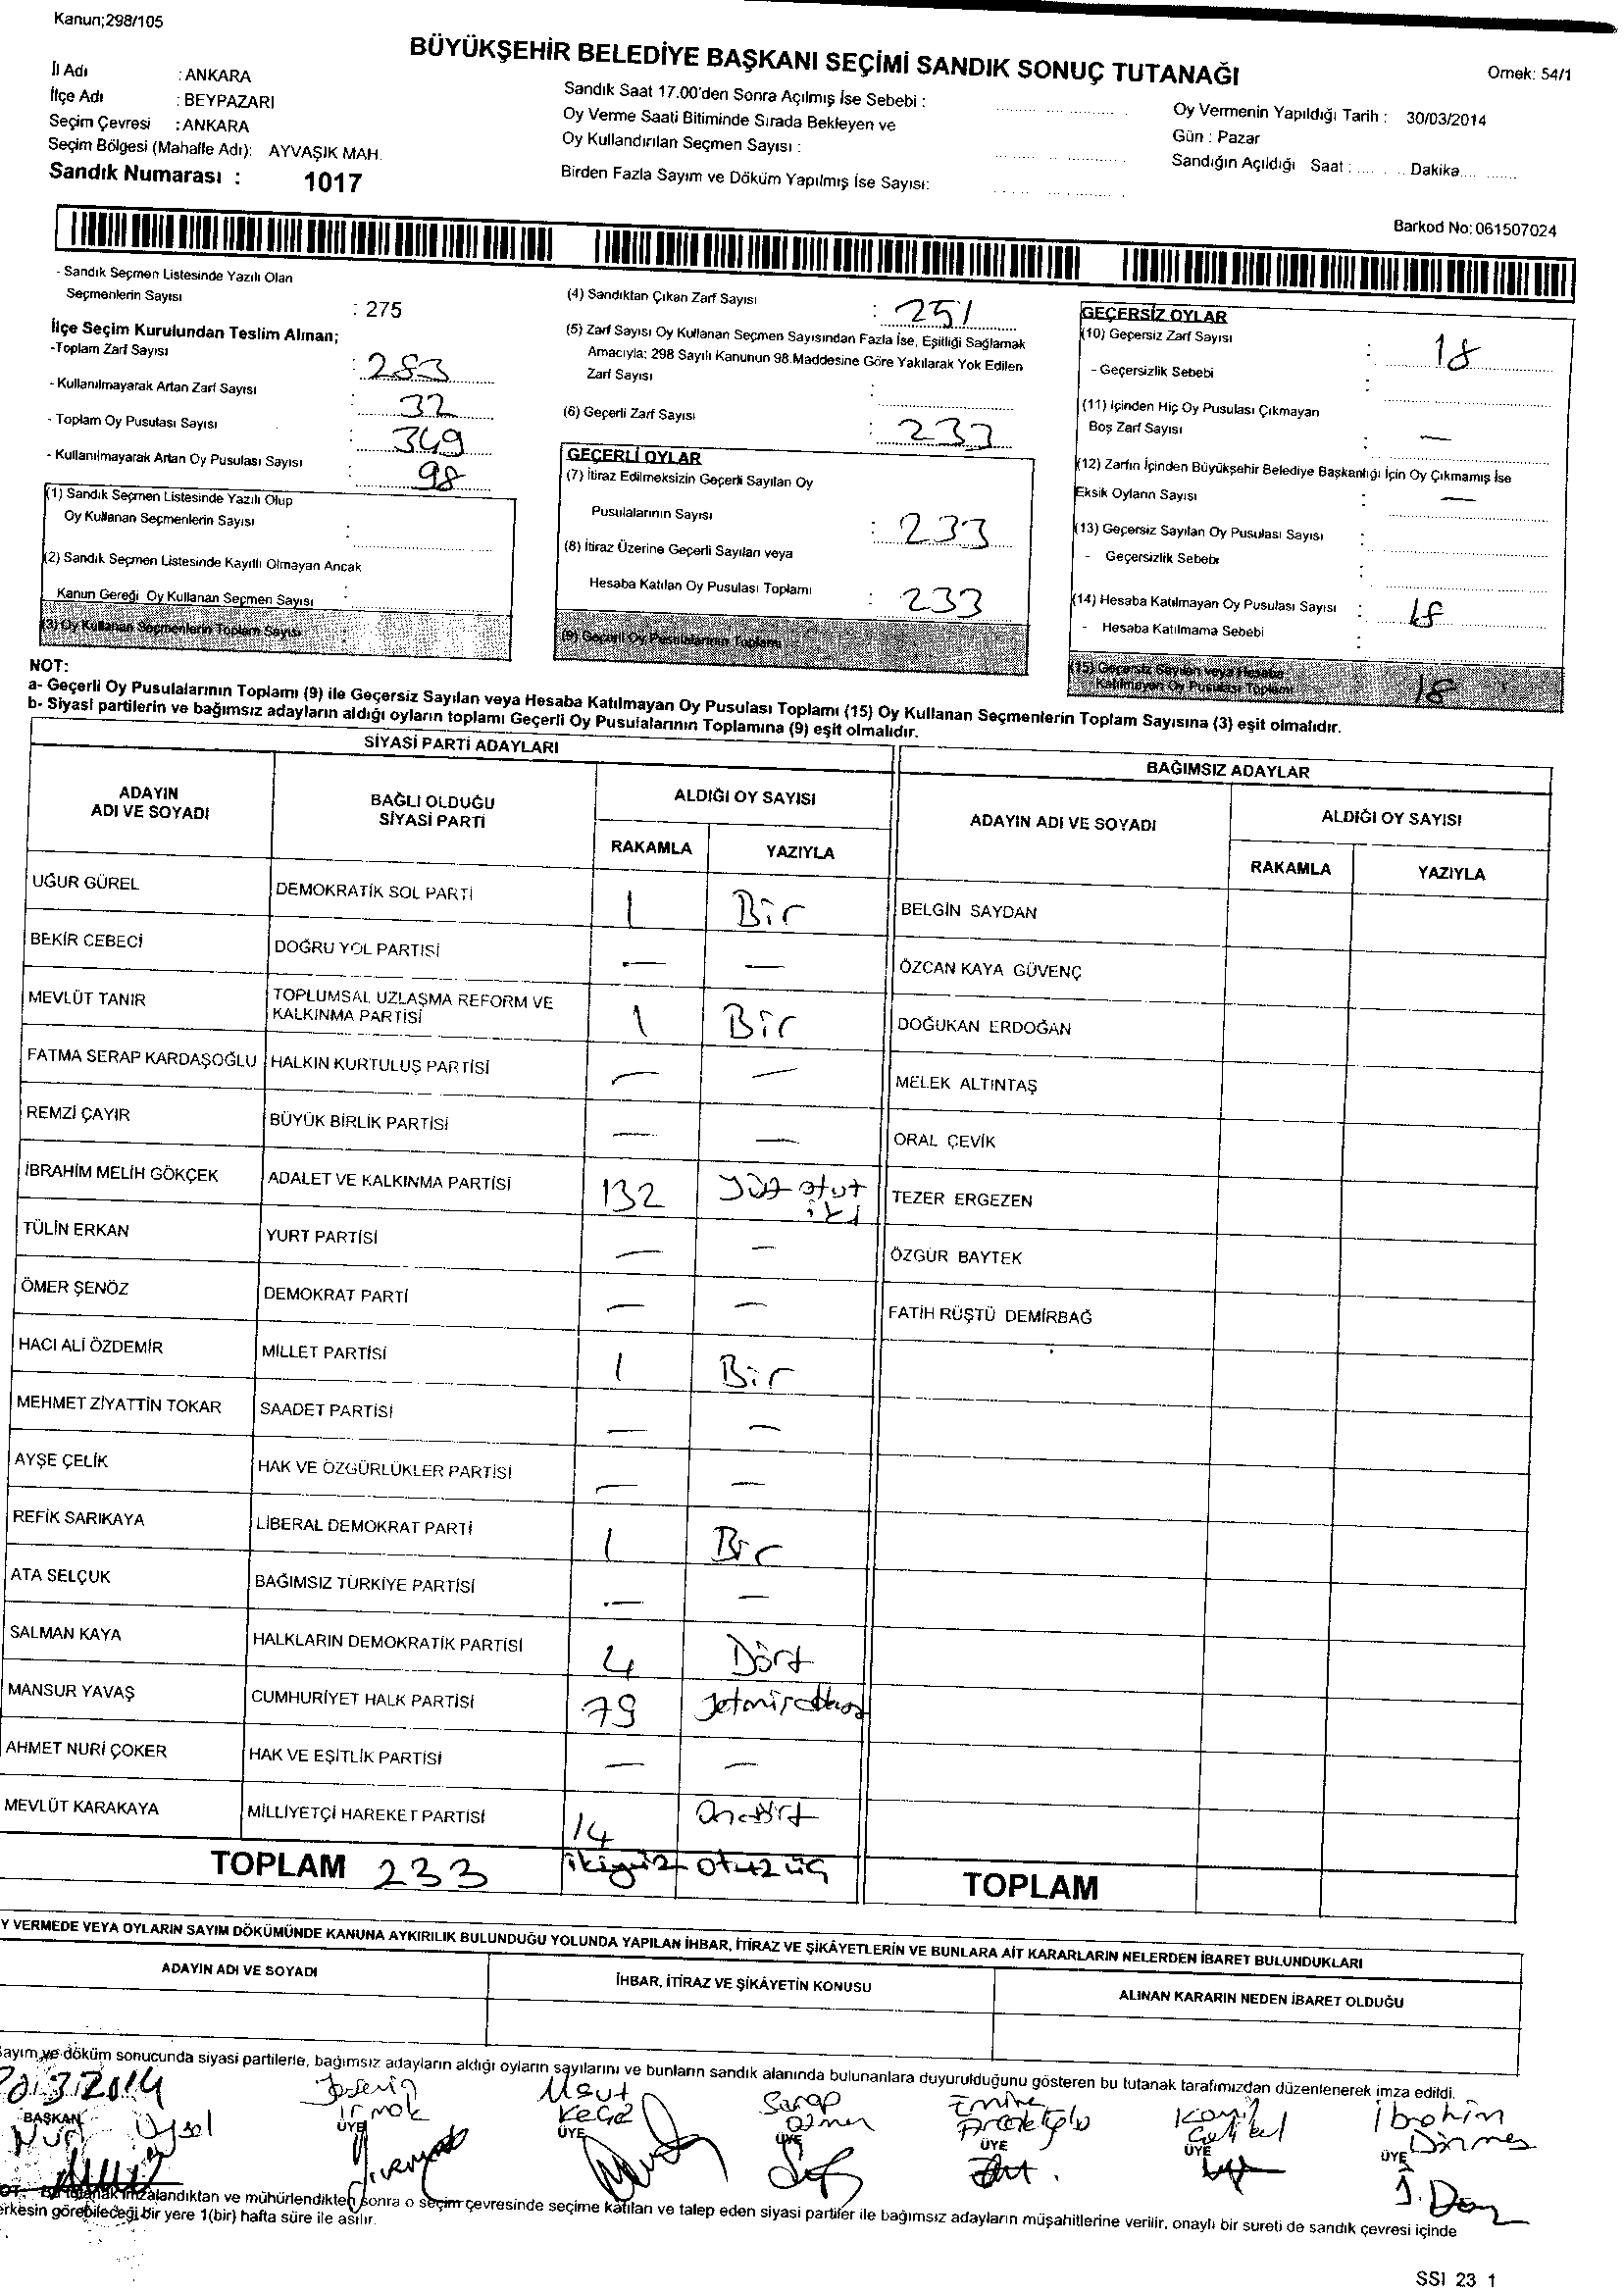 Kanun;298/105
BÜYÜKŞEHİR BELEDİYE BAŞKANI SEÇİMİ SANDIK SONUÇ TUTANAĞI
Ornek: 54/1
İl Adı : ANKARA
İlçe Adı : BEYPAZARI
Seçim Çevresi : ANKARA
Seçim Bölgesi (Mahalle Adı): AYVAŞIK MAH.
Sandık Numarası : 1017
Sandık Saat 17.00'den Sonra Açılmış İse Sebebi :
Oy Verme Saati Bitiminde Sırada Bekleyen ve
Oy Kullandırılan Seçmen Sayısı :
Birden Fazla Sayım ve Döküm Yapılmış İse Sayısı:
Oy Vermenin Yapıldığı Tarih : 30/03/2014
Gün : Pazar
Sandığın Açıldığı Saat : Dakika
Barkod No: 061507024
- Sandık Seçmen Listesinde Yazılı Olan
Seçmenlerin Sayısı : 275
İlçe Seçim Kurulundan Teslim Alınan;
-Toplam Zarf Sayısı : 283
- Kullanılmayarak Artan Zarf Sayısı : 32
- Toplam Oy Pusulası Sayısı : 349
- Kullanılmayarak Artan Oy Pusulası Sayısı : 98
(1) Sandık Seçmen Listesinde Yazılı Olup
Oy Kullanan Seçmenlerin Sayısı :
(2) Sandık Seçmen Listesinde Kayıtlı Olmayan Ancak
Kanun Gereği Oy Kullanan Seçmen Sayısı :
(3) Oy Kullanan Seçmenlerin Toplam Sayısı
(4) Sandıktan Çıkan Zarf Sayısı : 251
(5) Zarf Sayısı Oy Kullanan Seçmen Sayısından Fazla İse, Eşitliği Sağlamak
Amacıyla: 298 Sayılı Kanunun 98.Maddesine Göre Yakılarak Yok Edilen
Zarf Sayısı :
(6) Geçerli Zarf Sayısı : 233
GEÇERLİ OYLAR
(7) İtiraz Edilmeksizin Geçerli Sayılan Oy
Pusulalarının Sayısı : 233
(8) İtiraz Üzerine Geçerli Sayılan veya
Hesaba Katılan Oy Pusulası Toplamı : 233
(9) Geçerli Oy Pusulalarının Toplamı
GEÇERSİZ OYLAR
(10) Geçersiz Zarf Sayısı : 18
- Geçersizlik Sebebi :
(11) İçinden Hiç Oy Pusulası Çıkmayan
Boş Zarf Sayısı : —
(12) Zarfın İçinden Büyükşehir Belediye Başkanlığı İçin Oy Çıkmamış İse
Eksik Oyların Sayısı : —
(13) Geçersiz Sayılan Oy Pusulası Sayısı :
- Geçersizlik Sebebi :
(14) Hesaba Katılmayan Oy Pusulası Sayısı : 18
- Hesaba Katılmama Sebebi :
(15) Geçersiz Sayılan veya Hesaba
Katılmayan Oy Pusulası Toplamı : 18
NOT:
a- Geçerli Oy Pusulalarının Toplamı (9) ile Geçersiz Sayılan veya Hesaba Katılmayan Oy Pusulası Toplamı (15) Oy Kullanan Seçmenlerin Toplam Sayısına (3) eşit olmalıdır.
b- Siyasi partilerin ve bağımsız adayların aldığı oyların toplamı Geçerli Oy Pusulalarının Toplamına (9) eşit olmalıdır.
SİYASİ PARTİ ADAYLARI
ADAYIN ADI VE SOYADI BAĞLI OLDUĞU SİYASİ PARTİ ALDIĞI OY SAYISI
RAKAMLA YAZIYLA
UĞUR GÜREL DEMOKRATİK SOL PARTİ 1 Bir
BEKİR CEBECİ DOĞRU YOL PARTİSİ — —
MEVLÜT TANIR TOPLUMSAL UZLAŞMA REFORM VE KALKINMA PARTİSİ 1 Bir
FATMA SERAP KARDAŞOĞLU HALKIN KURTULUŞ PARTİSİ — —
REMZİ ÇAYIR BÜYÜK BİRLİK PARTİSİ — —
İBRAHİM MELİH GÖKÇEK ADALET VE KALKINMA PARTİSİ 132 Yüz otuz iki
TÜLİN ERKAN YURT PARTİSİ — —
ÖMER ŞENÖZ DEMOKRAT PARTİ — —
HACI ALİ ÖZDEMİR MİLLET PARTİSİ 1 Bir
MEHMET ZİYATTİN TOKAR SAADET PARTİSİ — —
AYŞE ÇELİK HAK VE ÖZGÜRLÜKLER PARTİSİ — —
REFİK SARIKAYA LİBERAL DEMOKRAT PARTİ 1 Bir
ATA SELÇUK BAĞIMSIZ TÜRKİYE PARTİSİ — —
SALMAN KAYA HALKLARIN DEMOKRATİK PARTİSİ 4 Dört
MANSUR YAVAŞ CUMHURİYET HALK PARTİSİ 79
AHMET NURİ ÇOKER HAK VE EŞİTLİK PARTİSİ — —
MEVLÜT KARAKAYA MİLLİYETÇİ HAREKET PARTİSİ 14 Ondört
TOPLAM 233 ikiyüz otuz üç
BAĞIMSIZ ADAYLAR
ADAYIN ADI VE SOYADI ALDIĞI OY SAYISI
RAKAMLA YAZIYLA
BELGİN SAYDAN
ÖZCAN KAYA GÜVENÇ
DOĞUKAN ERDOĞAN
MELEK ALTINTAŞ
ORAL ÇEVİK
TEZER ERGEZEN
ÖZGÜR BAYTEK
FATİH RÜŞTÜ DEMİRBAĞ
TOPLAM
Y VERMEDE VEYA OYLARIN SAYIM DÖKÜMÜNDE KANUNA AYKIRILIK BULUNDUĞU YOLUNDA YAPILAN İHBAR, İTİRAZ VE ŞİKÂYETLERİN VE BUNLARA AİT KARARLARIN NELERDEN İBARET BULUNDUKLARI
ADAYIN ADI VE SOYADI İHBAR, İTİRAZ VE ŞİKÂYETİN KONUSU ALINAN KARARIN NEDEN İBARET OLDUĞU
ayım ve döküm sonucunda siyasi partilerle, bağımsız adayların aldığı oyların sayılarını ve bunların sandık alanında bulunanlara duyurulduğunu gösteren bu tutanak tarafımızdan düzenlenerek imza edildi.
BAŞKAN ÜYE ÜYE ÜYE ÜYE ÜYE ÜYE
Nuri Uysal
Serap
Emine
İbrahim
Bu tutanak imzalandıktan ve mühürlendikten sonra o seçim çevresinde seçime katılan ve talep eden siyasi partiler ile bağımsız adayların müşahitlerine verilir, onaylı bir sureti de sandık çevresi içinde
erkesin görebileceği bir yere 1(bir) hafta süre ile asılır.
SSI 23 1